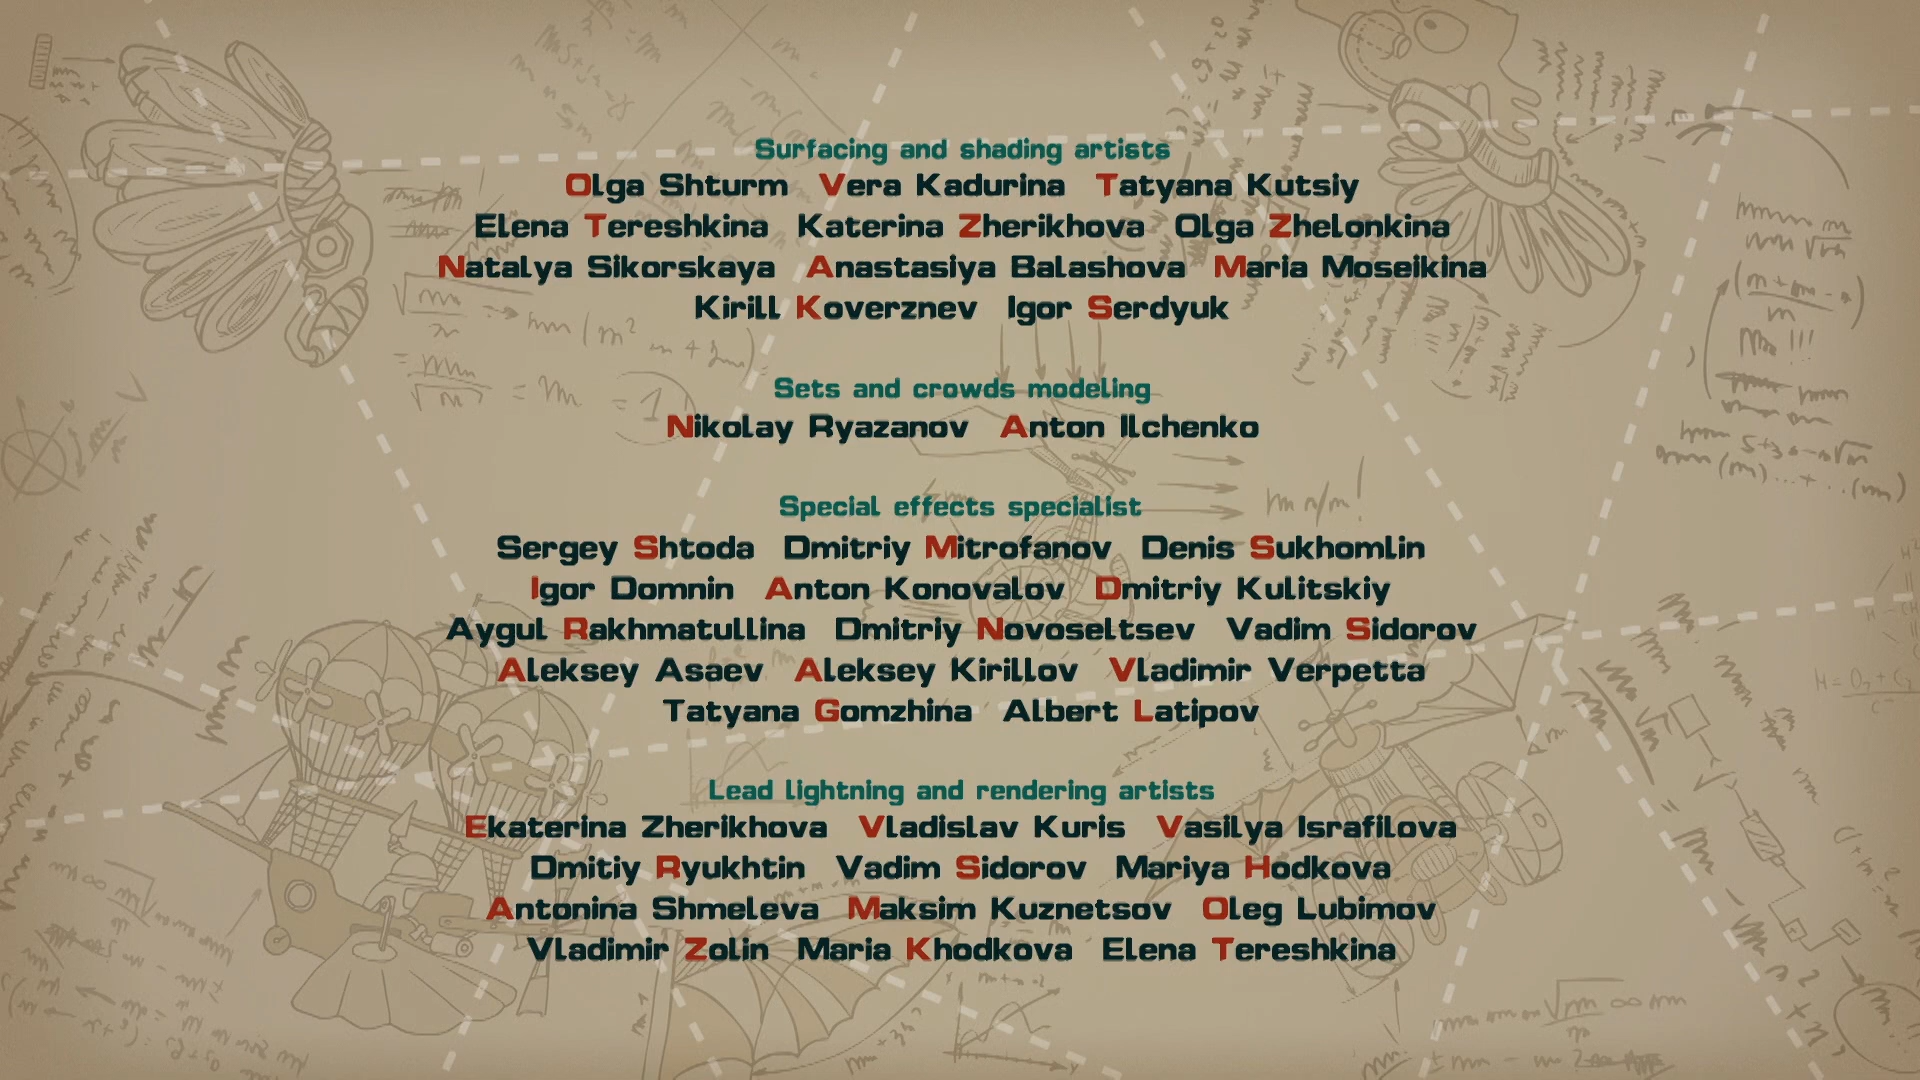 Surfacing and shading artists
Olga Shturm Vera Kadurina Tatyana Kutsiy
Elena Tereshkina Katerina Zherikhova Olga Zhelonkina
Natalya Sikorskaya Anastasiya Balashova Maria Moseikina
Kirill Koverznev Igor Serdyuk
Sets and crowds modeling
Nikolay Ryazanov Anton Ilchenko
Special effects specialist
Sergey Shtoda Dmitriy Mitrofanov Denis Sukhomlin
Igor Domnin Anton Konovalov Dmitriy Kulitskiy
Aygul Rakhmatullina Dmitriy Novoseltsev Vadim Sidorov
Aleksey Asaev Aleksey Kirillov Vladimir Verpetta
Tatyana Gomzhina Albert Latipov
Lead lightning and rendering artists
Ekaterina Zherikhova Vladislav Kuris Vasilya Israfilova
Dmitiy Ryukhtin Vadim Sidorov Mariya Hodkova
Antonina Shmeleva Maksim Kuznetsov Oleg Lubimov
Vladimir Zolin Maria Khodkova Elena Tereshkina